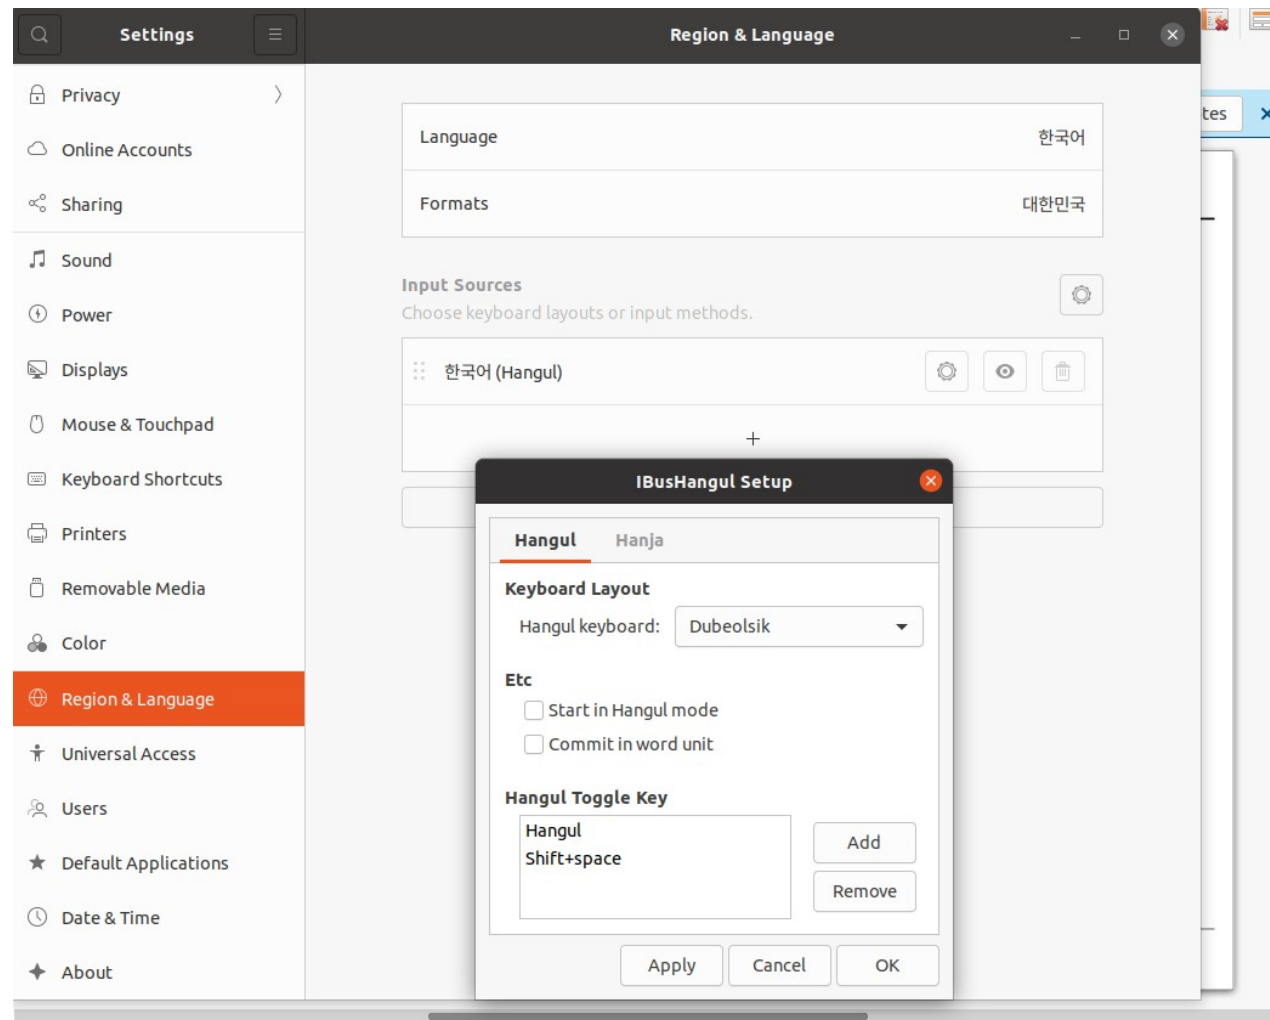 Settings
Region & Language
Privacy
Online Accounts
Sharing
Sound
Power
Displays
Mouse & Touchpad
Keyboard Shortcuts
Printers
Removable Media
Color
Region & Language
Universal Access
Users
Default Applications
Date & Time
About
Language 한국어
Formats 대한민국
Input Sources
Choose keyboard layouts or input methods.
한국어 (Hangul)
IBusHangul Setup
Hangul Hanja
Keyboard Layout
Hangul keyboard: Dubeolsik
Etc
Start in Hangul mode
Commit in word unit
Hangul Toggle Key
Hangul
Shift+space
Add
Remove
Apply Cancel OK
tes